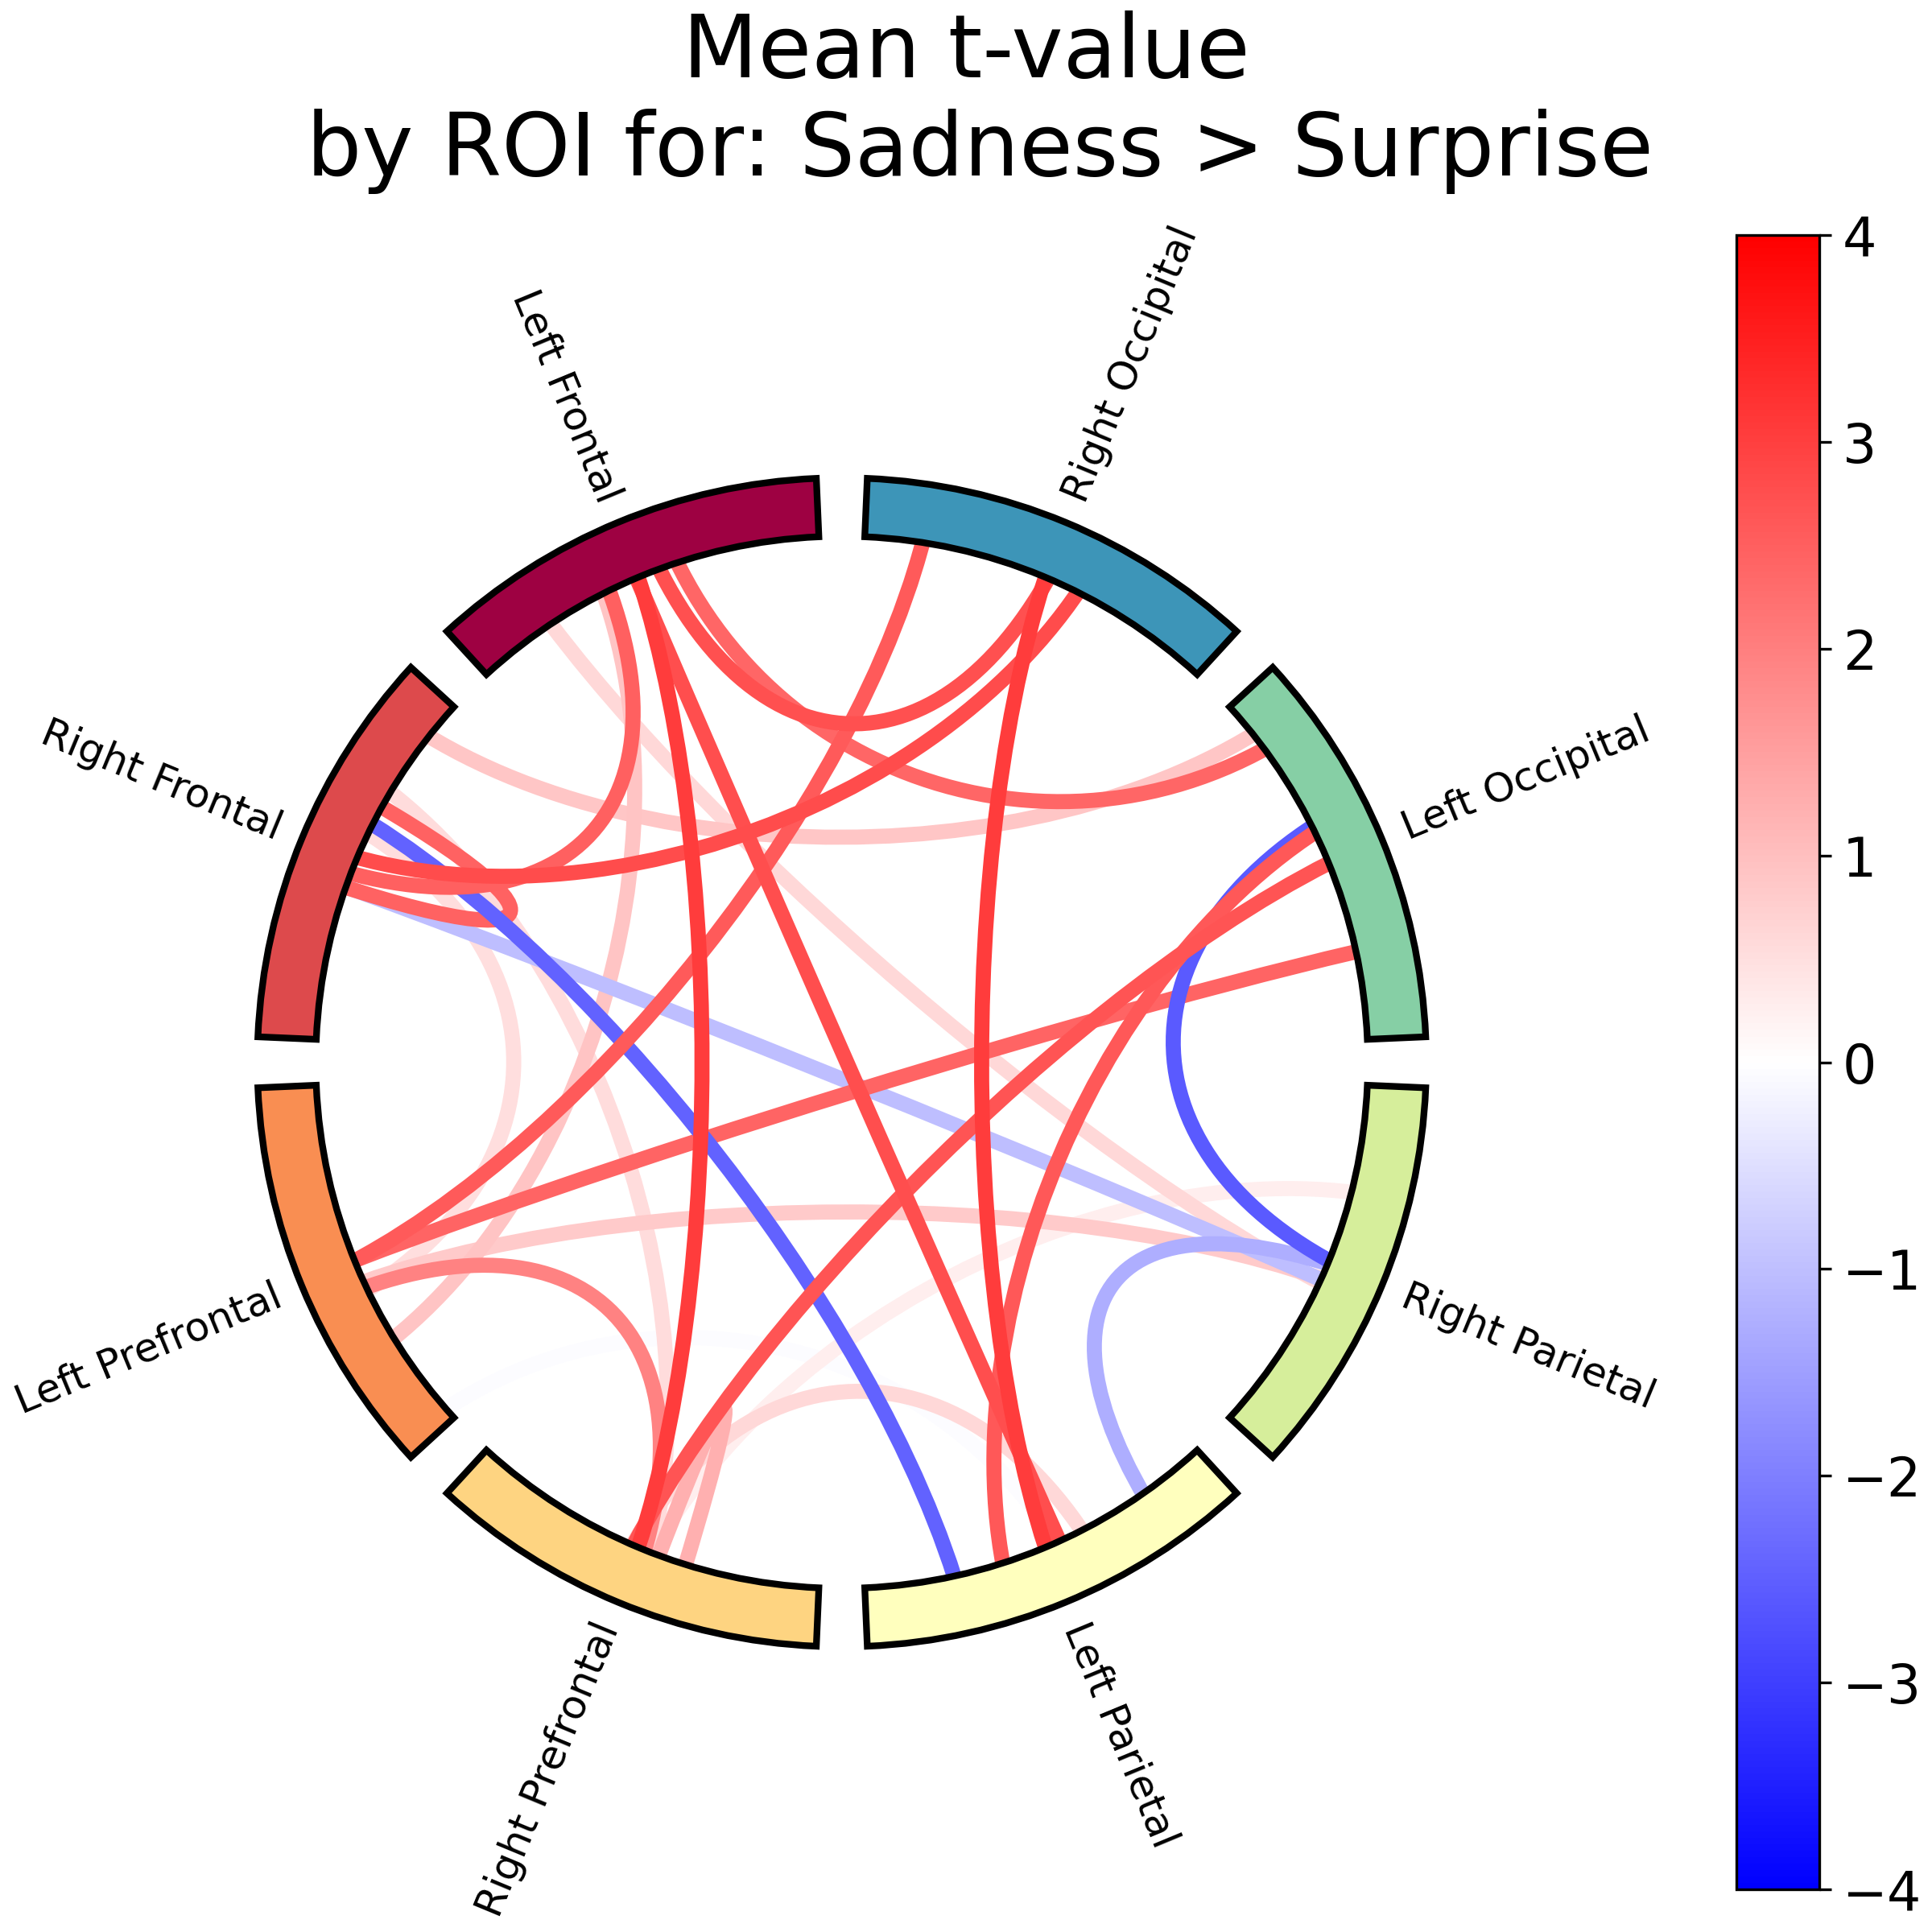 Mean t-value
by ROI for: Sadness > Surprise
Left Frontal
Right Occipital
Right Frontal
Left Occipital
Left Prefrontal
Right Parietal
Right Prefrontal
Left Parietal
4
3
2
1
0
−1
−2
−3
−4